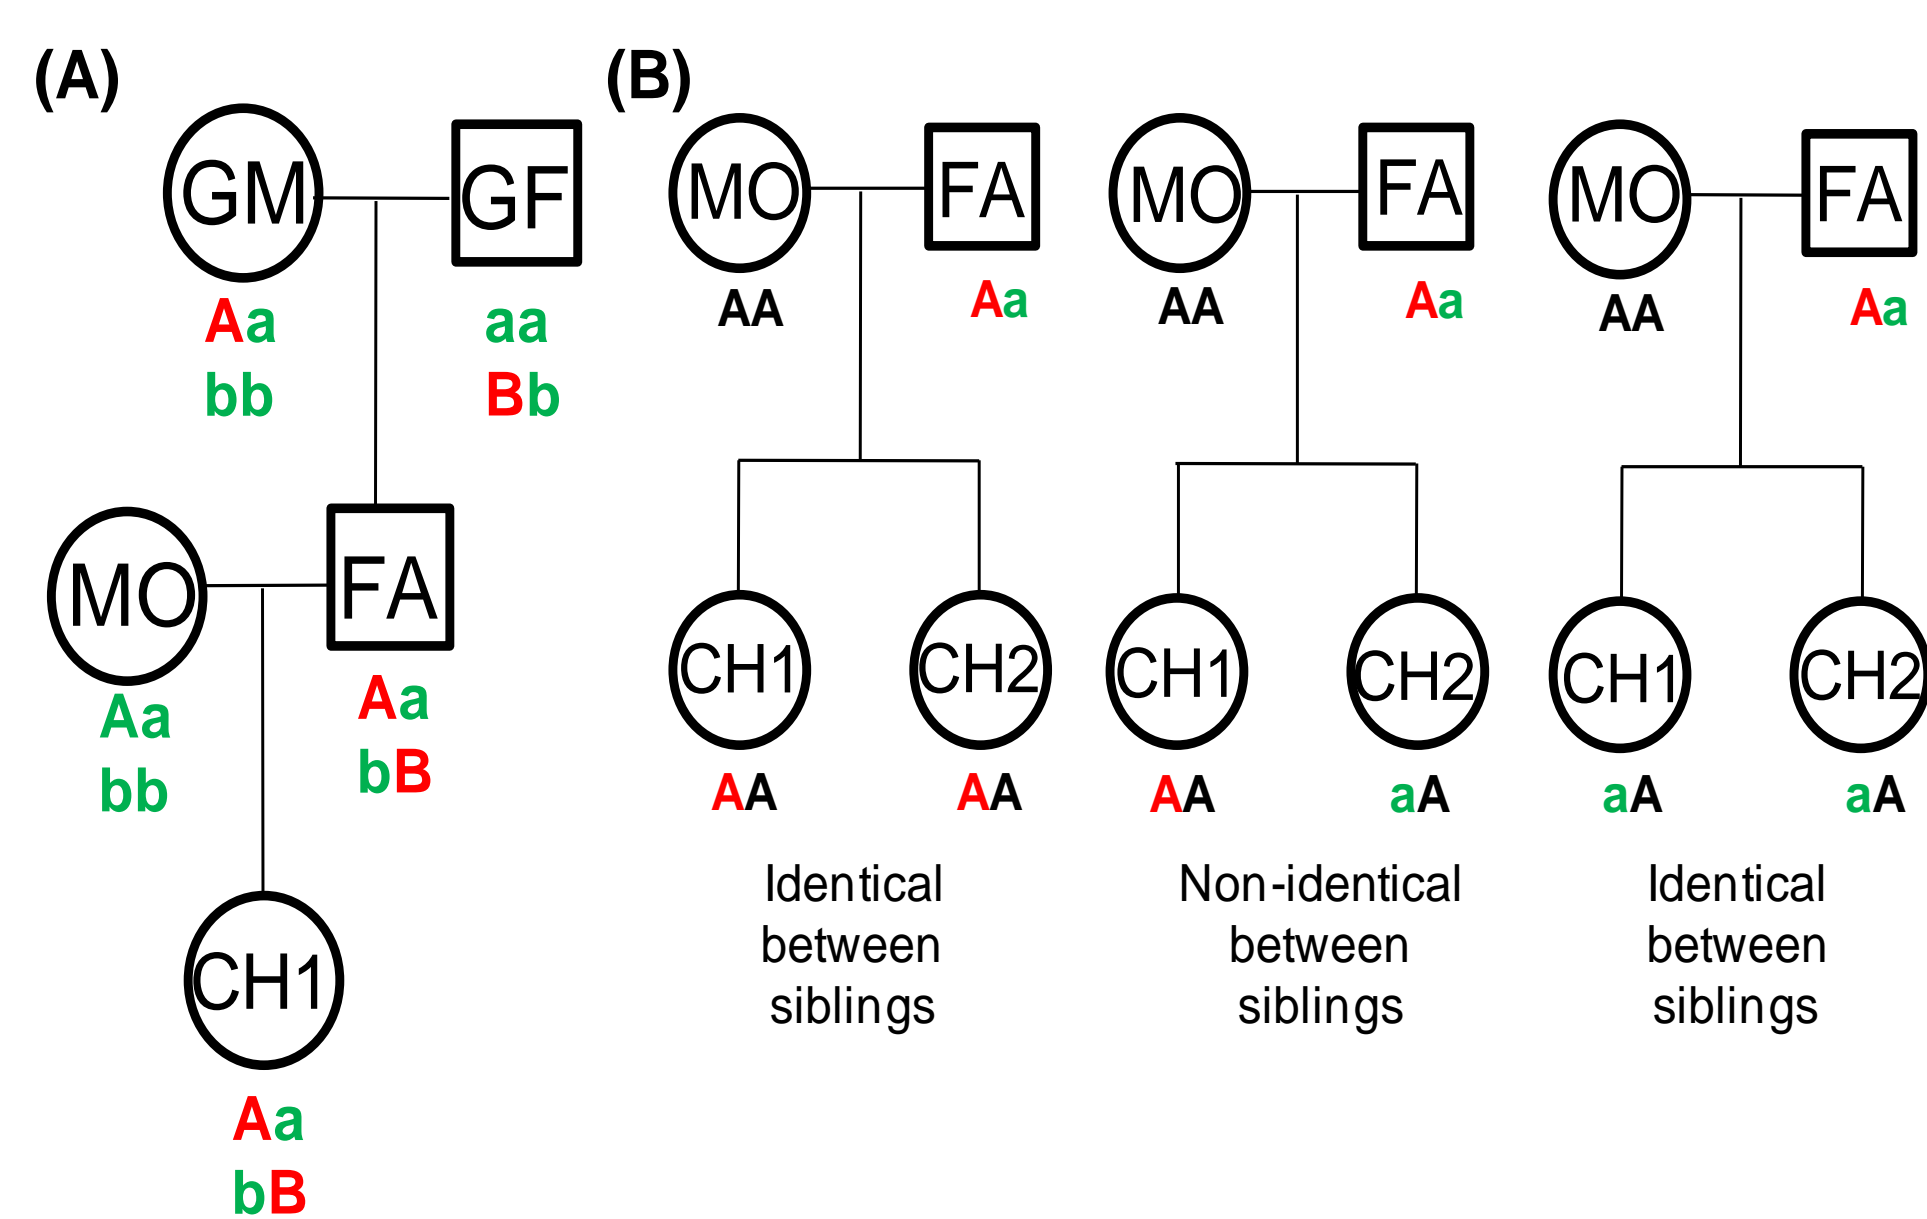 (A)
GM
GF
Aa
bb
aa
Bb
MO
FA
Aa
bb
Aa
bB
CH1
Aa
bB
(B)
MO
FA
AA
Aa
CH1
CH2
AA
AA
Identical
between
siblings
MO
FA
AA
Aa
CH1
CH2
AA
aA
Non-identical
between
siblings
MO
FA
AA
Aa
CH1
CH2
aA
aA
Identical
between
siblings